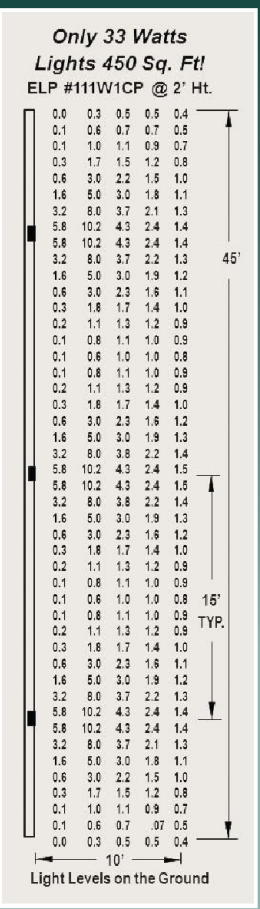 Only 33 Watts
Lights 450 Sq. Ft!
ELP #111W1CP @ 2' Ht.
0.0 0.3 0.5 0.5 0.4
0.1 0.6 0.7 0.7 0.5
0.1 1.0 1.1 0.9 0.7
0.3 1.7 1.5 1.2 0.8
0.6 3.0 2.2 1.5 1.0
1.6 5.0 3.0 1.8 1.1
3.2 8.0 3.7 2.1 1.3
5.8 10.2 4.3 2.4 1.4
5.8 10.2 4.3 2.4 1.4
3.2 8.0 3.7 2.2 1.3 45'
1.6 5.0 3.0 1.9 1.2
0.6 3.0 2.3 1.6 1.1
0.3 1.8 1.7 1.4 1.0
0.2 1.1 1.3 1.2 0.9
0.1 0.8 1.1 1.0 0.9
0.1 0.6 1.0 1.0 0.8
0.1 0.8 1.1 1.0 0.9
0.2 1.1 1.3 1.2 0.9
0.3 1.8 1.7 1.4 1.0
0.6 3.0 2.3 1.6 1.2
1.6 5.0 3.0 1.9 1.3
3.2 8.0 3.8 2.2 1.4
5.8 10.2 4.3 2.4 1.5
5.8 10.2 4.3 2.4 1.5
3.2 8.0 3.8 2.2 1.4
1.6 5.0 3.0 1.9 1.3
0.6 3.0 2.3 1.6 1.2
0.3 1.8 1.7 1.4 1.0
0.2 1.1 1.3 1.2 0.9
0.1 0.8 1.1 1.0 0.9
0.1 0.6 1.0 1.0 0.8 15'
0.1 0.8 1.1 1.0 0.9 TYP.
0.2 1.1 1.3 1.2 0.9
0.3 1.8 1.7 1.4 1.0
0.6 3.0 2.3 1.6 1.1
1.6 5.0 3.0 1.9 1.2
3.2 8.0 3.7 2.2 1.3
5.8 10.2 4.3 2.4 1.4
5.8 10.2 4.3 2.4 1.4
3.2 8.0 3.7 2.1 1.3
1.6 5.0 3.0 1.8 1.1
0.6 3.0 2.2 1.5 1.0
0.3 1.7 1.5 1.2 0.8
0.1 1.0 1.1 0.9 0.7
0.1 0.6 0.7 .07 0.5
0.0 0.3 0.5 0.5 0.4
10'
Light Levels on the Ground